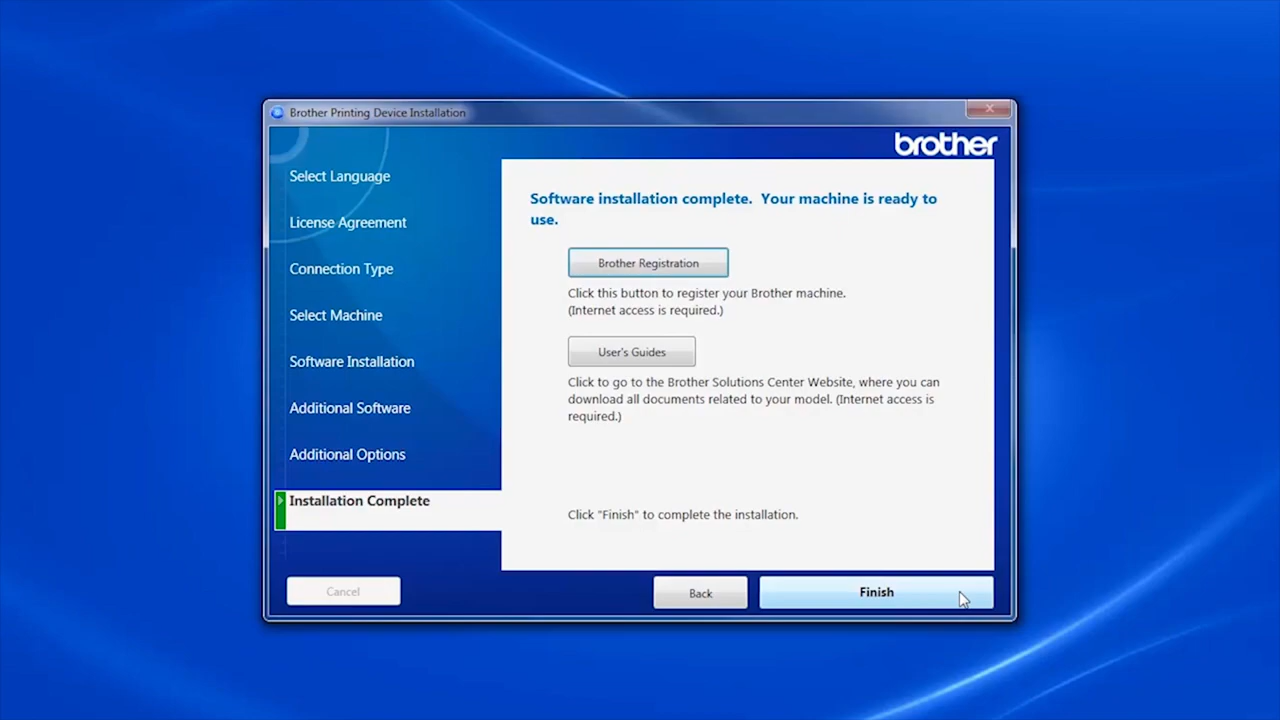 Brother Printing Device Installation
brother
Select Language
License Agreement
Connection Type
Select Machine
Software Installation
Additional Software
Additional Options
Installation Complete
Software installation complete.  Your machine is ready to
use.
Brother Registration
Click this button to register your Brother machine.
(Internet access is required.)
User's Guides
Click to go to the Brother Solutions Center Website, where you can
download all documents related to your model. (Internet access is
required.)
Click "Finish" to complete the installation.
Cancel
Back
Finish